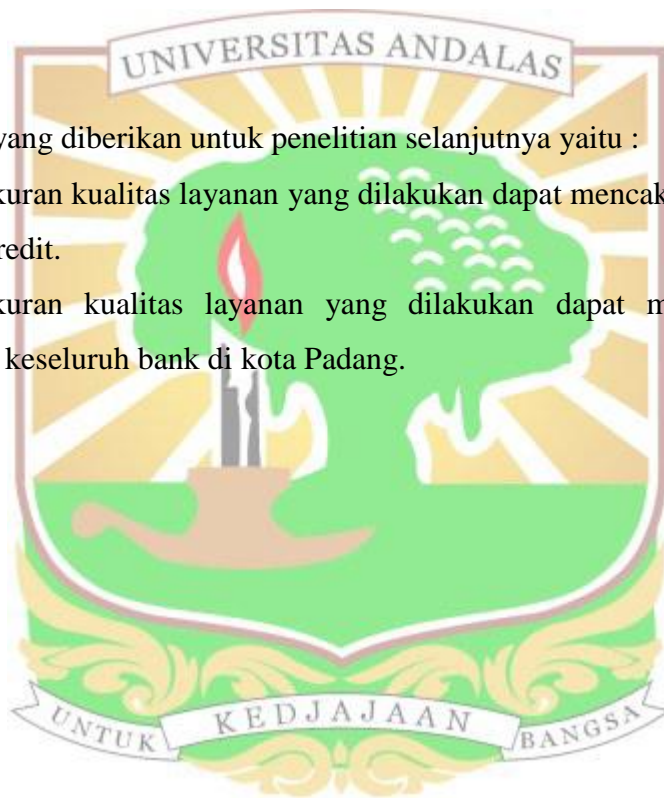 UNIVERSITAS ANDALAS
yang diberikan untuk penelitian selanjutnya yaitu :
kuran kualitas layanan yang dilakukan dapat mencak
redit.
kuran kualitas layanan yang dilakukan dapat m
keseluruh bank di kota Padang.
UNTUK KEDJAJAAN BANGSA